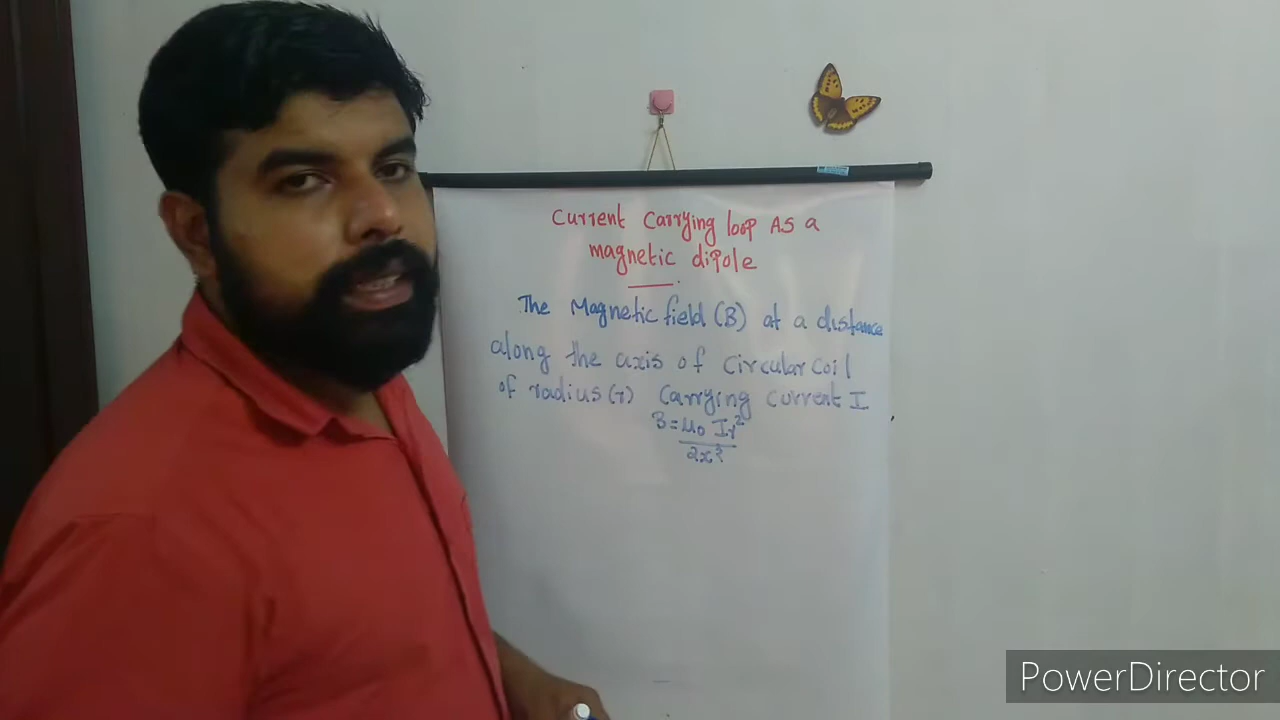 Current Carrying loop As a
magnetic dipole
The Magnetic field (B) at a distance
along the axis of Circular Coil
of radius (r) Carrying current I
B = μ₀ Ir²
2x³
PowerDirector